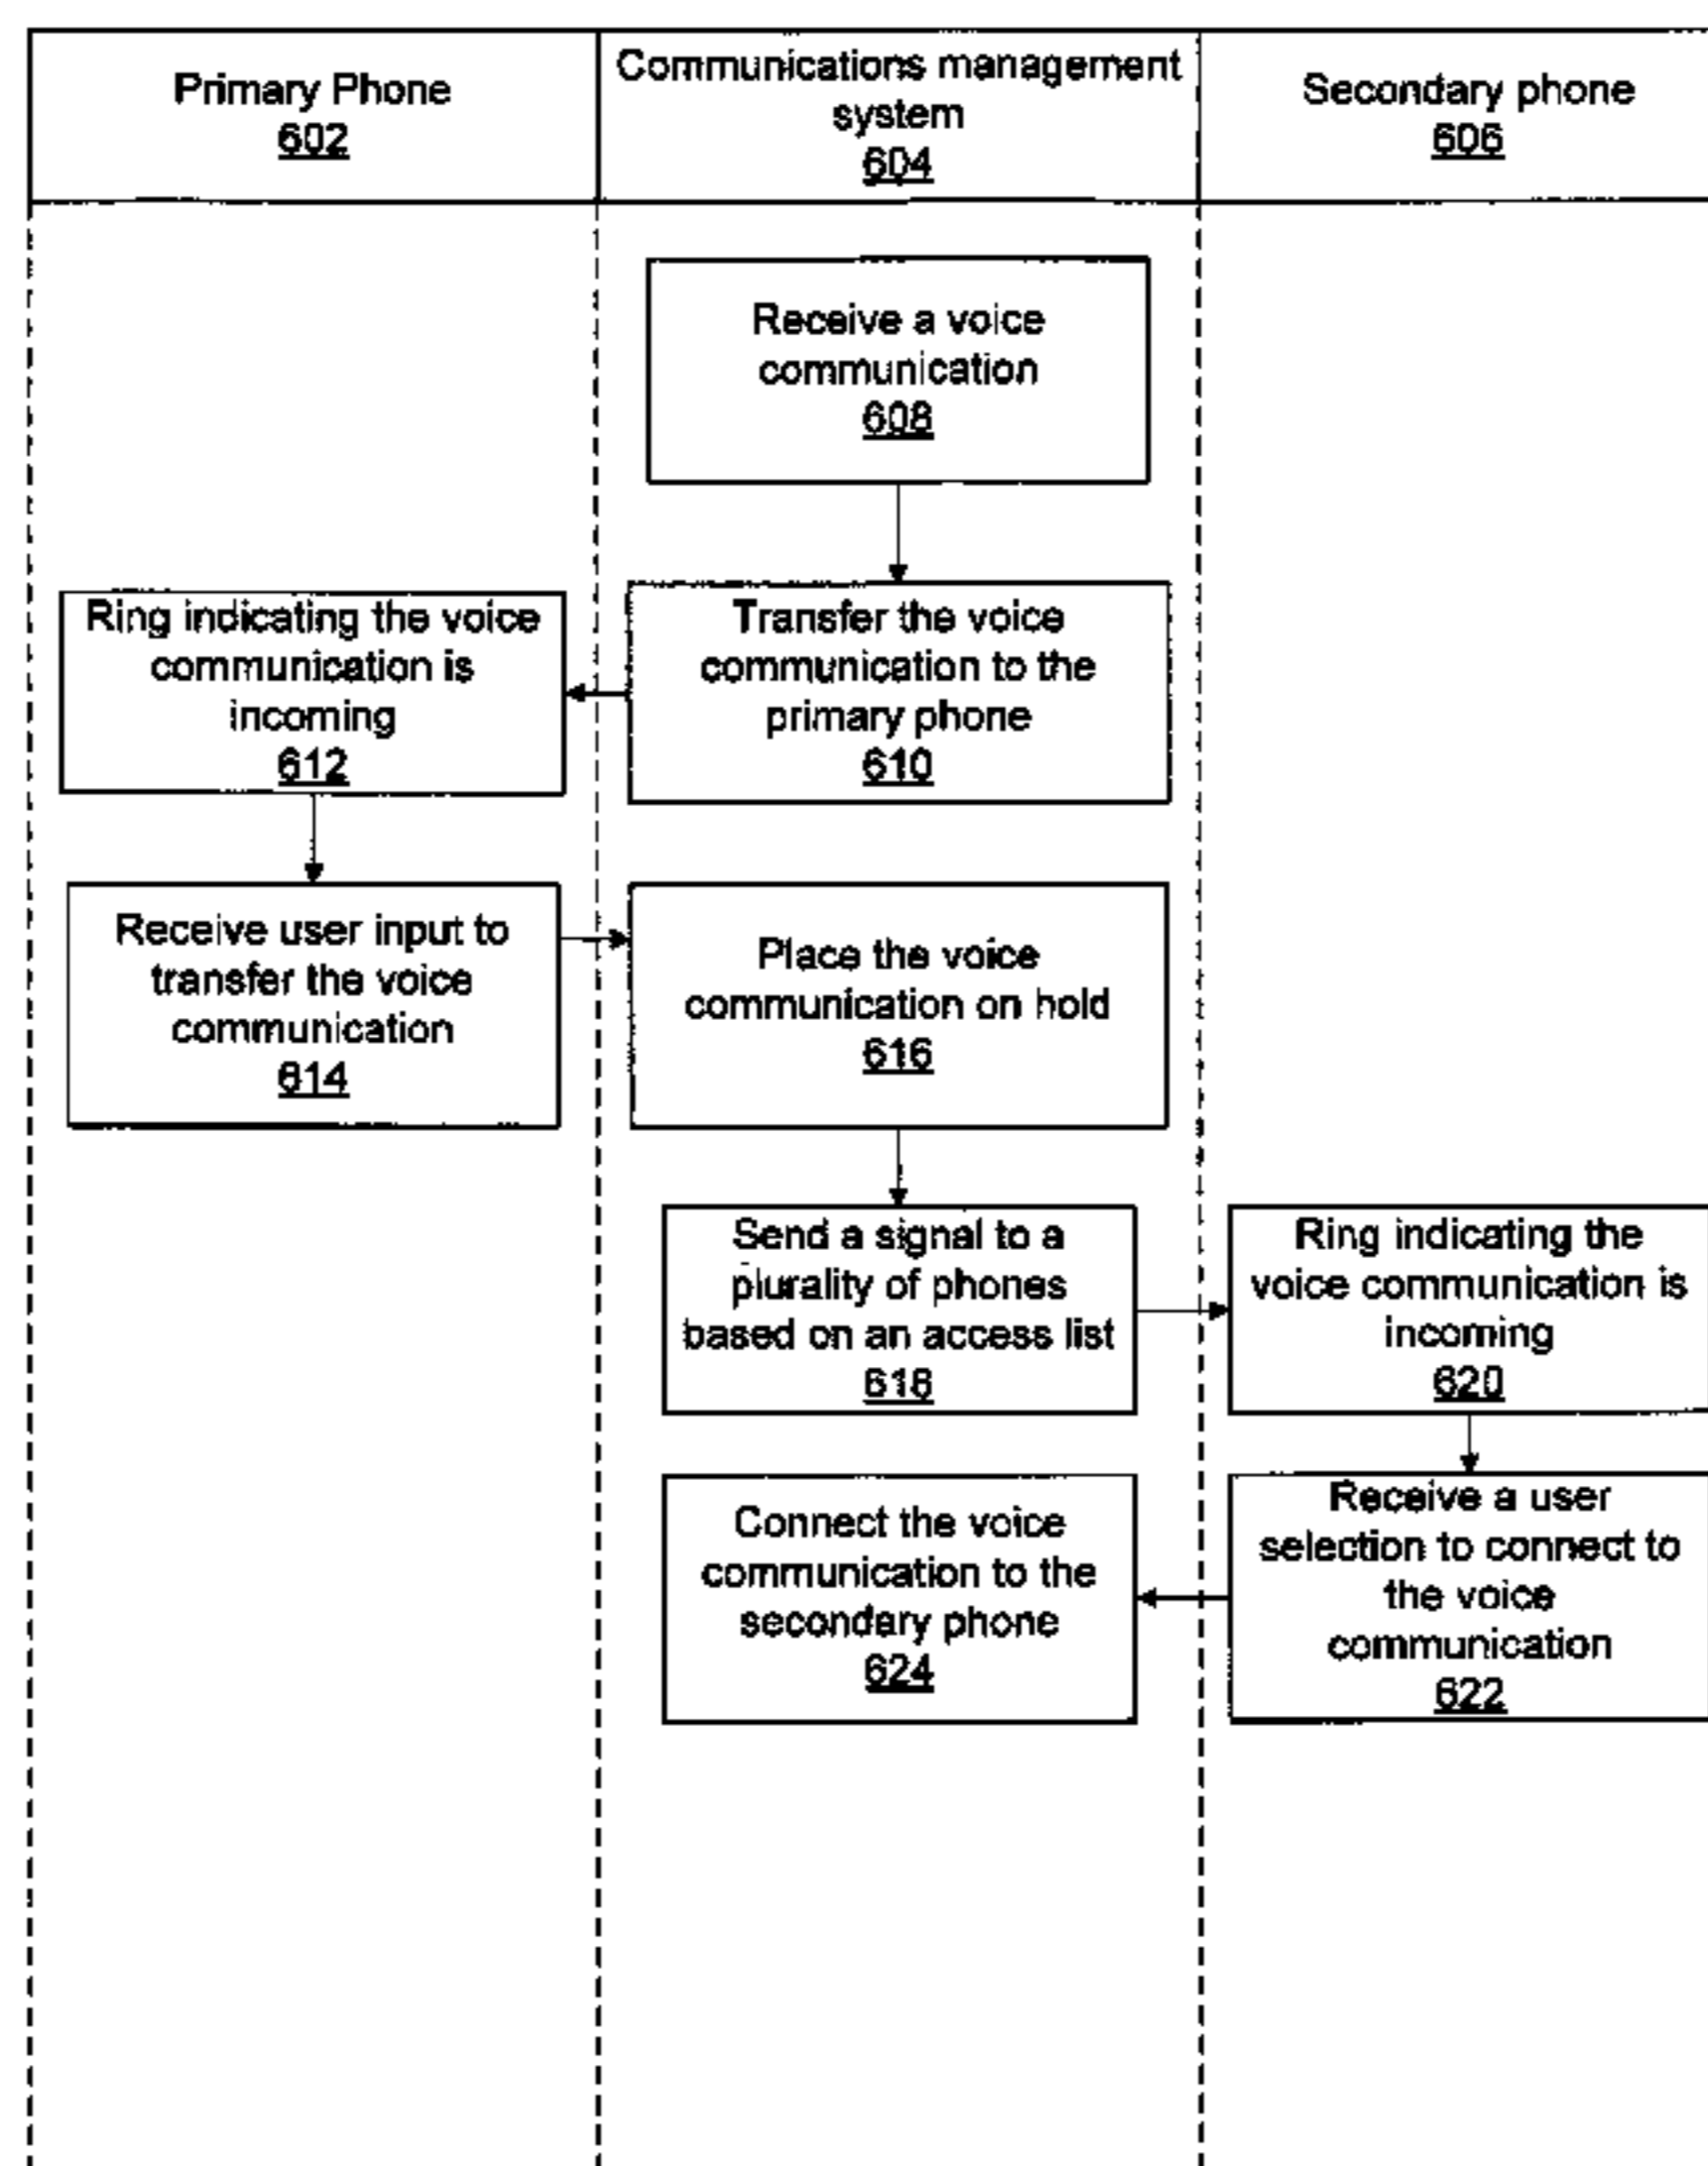 Primary Phone
602
Communications management
system
604
Secondary phone
606
Receive a voice
communication
608
Transfer the voice
communication to the
primary phone
610
Ring indicating the voice
communication is
incoming
612
Receive user input to
transfer the voice
communication
614
Place the voice
communication on hold
616
Send a signal to a
plurality of phones
based on an access list
618
Ring indicating the
voice communication is
incoming
620
Receive a user
selection to connect to
the voice
communication
622
Connect the voice
communication to the
secondary phone
624